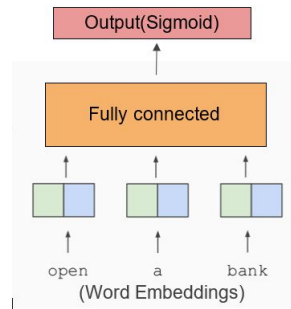 Output(Sigmoid)
Fully connected
open a bank
(Word Embeddings)